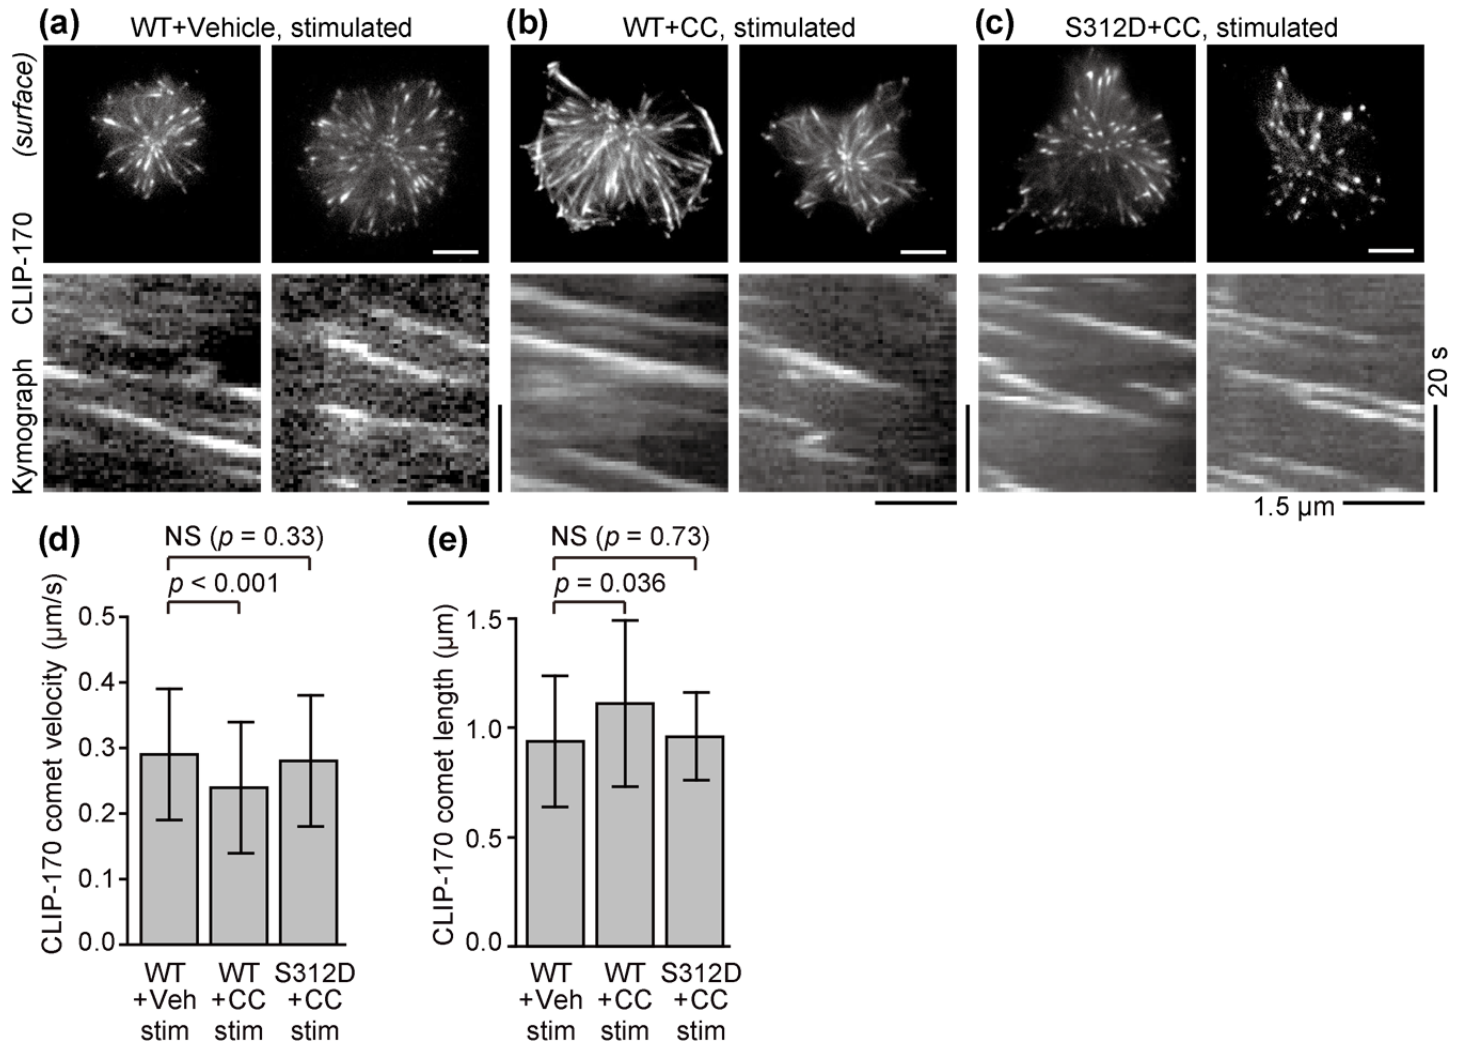 (a) WT+Vehicle, stimulated
(b) WT+CC, stimulated
(c) S312D+CC, stimulated
CLIP-170 (surface)
Kymograph
20 s
1.5 µm
(d)
NS (p = 0.33)
p < 0.001
CLIP-170 comet velocity (µm/s)
0.5
0.4
0.3
0.2
0.1
0.0
WT WT S312D
+Veh +CC +CC
stim stim stim
(e)
NS (p = 0.73)
p = 0.036
CLIP-170 comet length (µm)
1.5
1.0
0.5
0.0
WT WT S312D
+Veh +CC +CC
stim stim stim